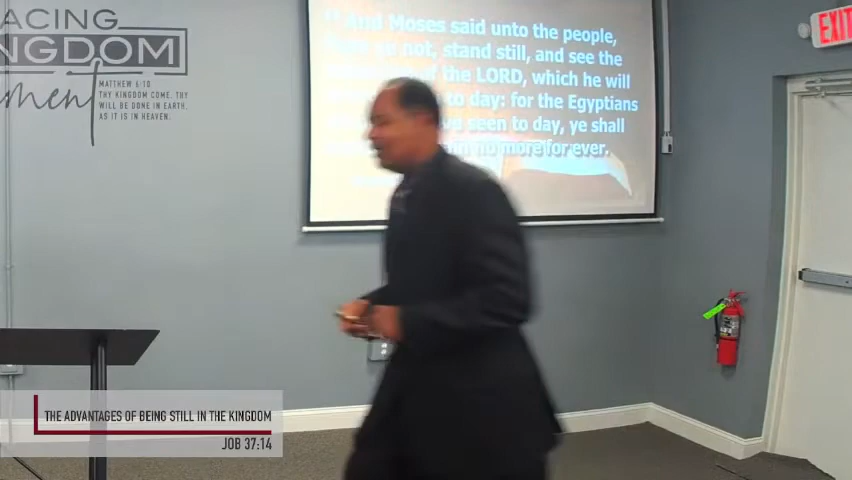 ACING
NGDOM
ment
MATTHEW 6:10
THY KINGDOM COME. THY
WILL BE DONE IN EARTH,
AS IT IS IN HEAVEN.
And Moses said unto the people,
not, stand still, and see the
of the LORD, which he will
to day: for the Egyptians
seen to day, ye shall
no more for ever.
EXIT
THE ADVANTAGES OF BEING STILL IN THE KINGDOM
JOB 37:14